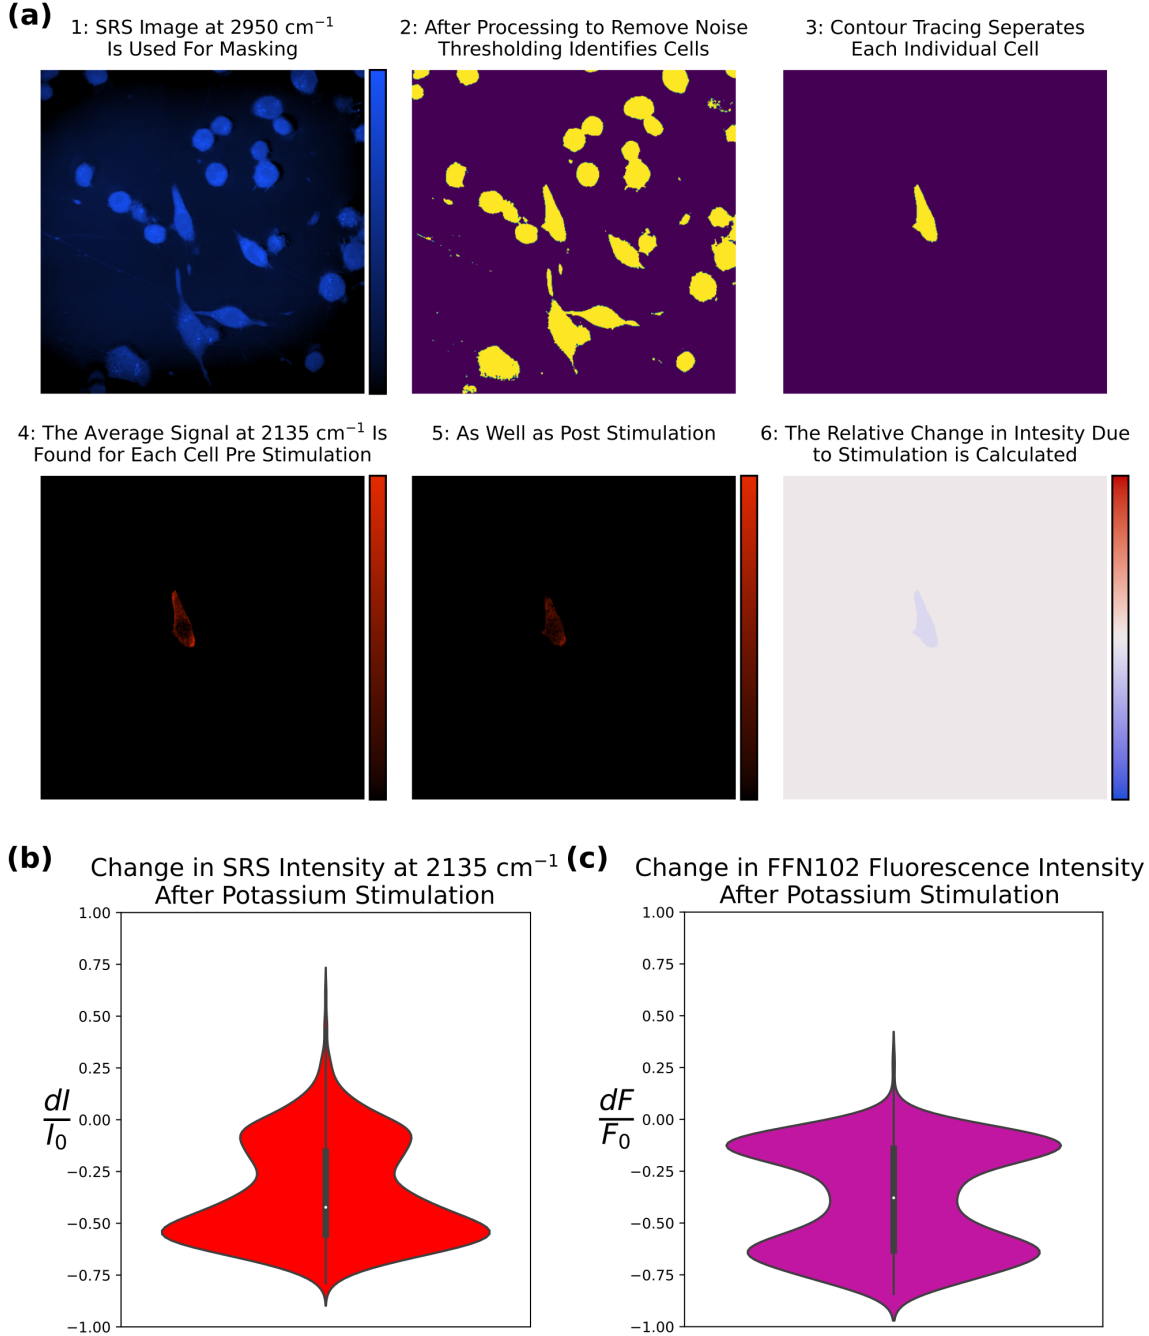 (a)
1: SRS Image at 2950 cm⁻¹
Is Used For Masking
2: After Processing to Remove Noise
Thresholding Identifies Cells
3: Contour Tracing Seperates
Each Individual Cell
4: The Average Signal at 2135 cm⁻¹ Is
Found for Each Cell Pre Stimulation
5: As Well as Post Stimulation
6: The Relative Change in Intesity Due
to Stimulation is Calculated
(b)
Change in SRS Intensity at 2135 cm⁻¹
After Potassium Stimulation
1.00
0.75
0.50
0.25
0.00
−0.25
−0.50
−0.75
−1.00
dI
I₀
(c)
Change in FFN102 Fluorescence Intensity
After Potassium Stimulation
1.00
0.75
0.50
0.25
0.00
−0.25
−0.50
−0.75
−1.00
dF
F₀